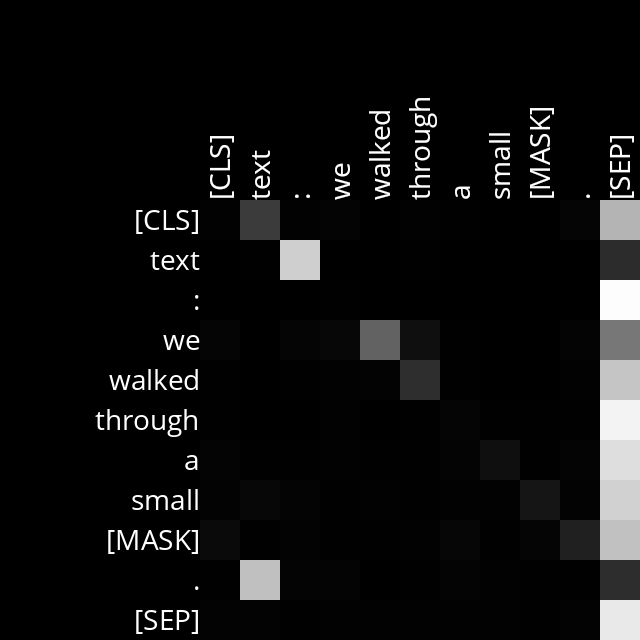 [CLS] text : we walked through a small [MASK] . [SEP]
[CLS]
text
:
we
walked
through
a
small
[MASK]
.
[SEP]